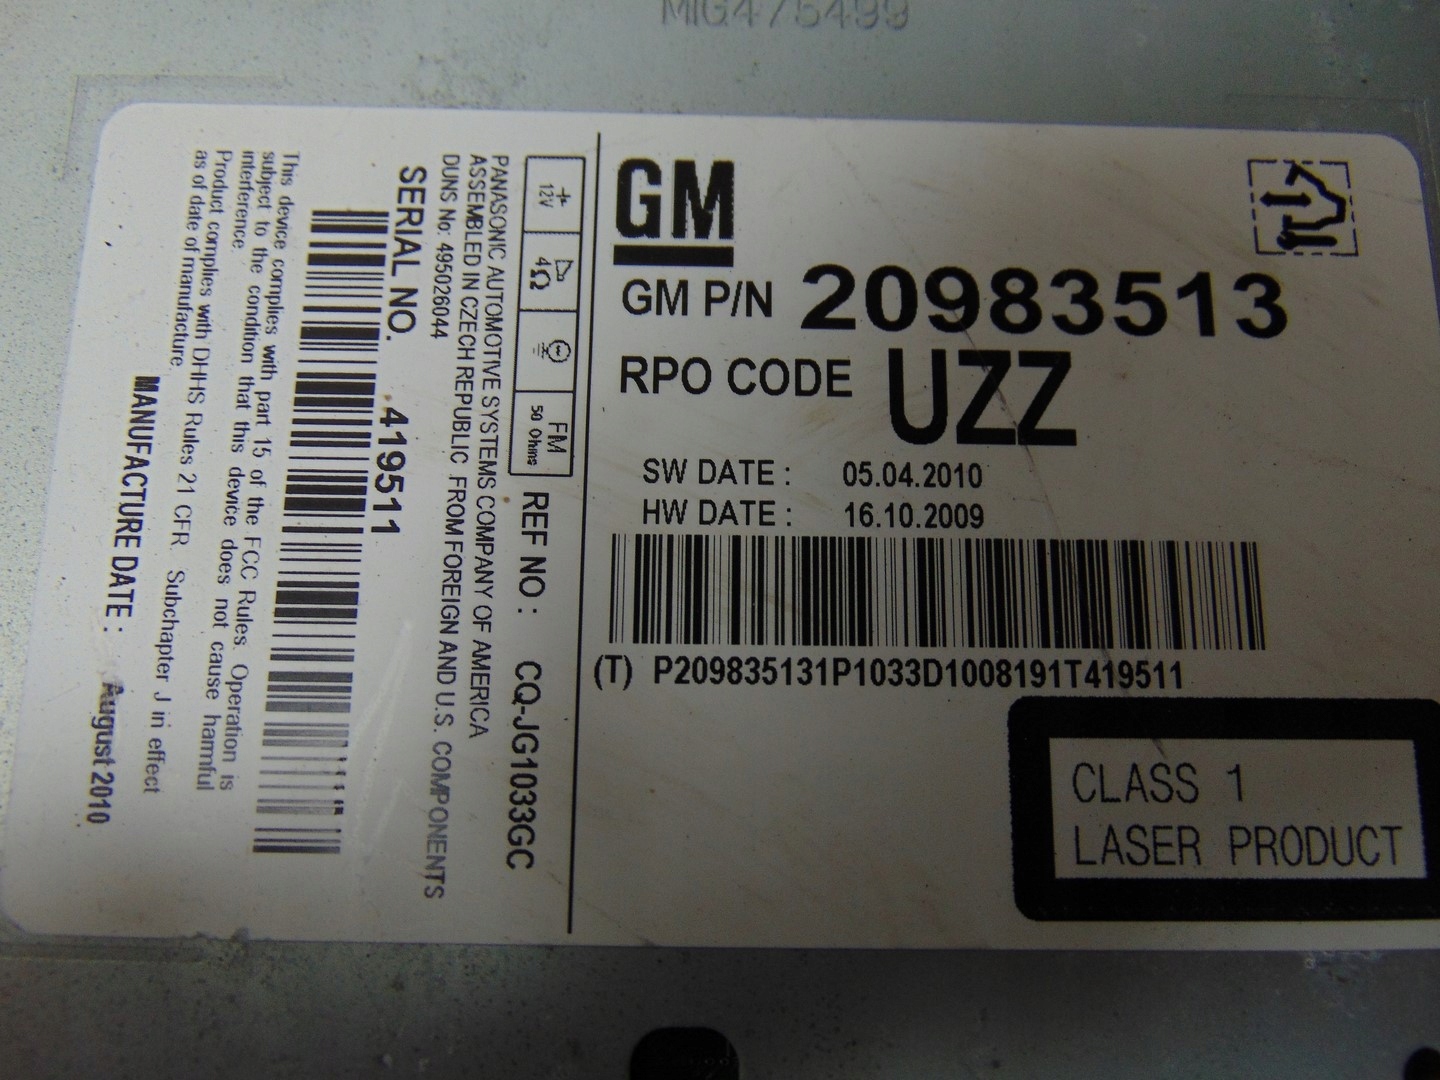 MIG475499
GM
GM P/N 20983513
RPO CODE UZZ
SW DATE : 05.04.2010
HW DATE : 16.10.2009
(T) P209835131P1033D1008191T419511
CLASS 1
LASER PRODUCT
+ 12V
4Ω
FM
50 Ohms
REF NO : CQ-JG1033GC
PANASONIC AUTOMOTIVE SYSTEMS COMPANY OF AMERICA
ASSEMBLED IN CZECH REPUBLIC FROM FOREIGN AND U.S. COMPONENTS
DUNS No: 495026044
SERIAL NO. 419511
This device complies with part 15 of the FCC Rules. Operation is
subject to the condition that this device does not cause harmful
interference.
Product complies with DHHS Rules 21 CFR. Subchapter J in effect
as of date of manufacture.
MANUFACTURE DATE : August 2010